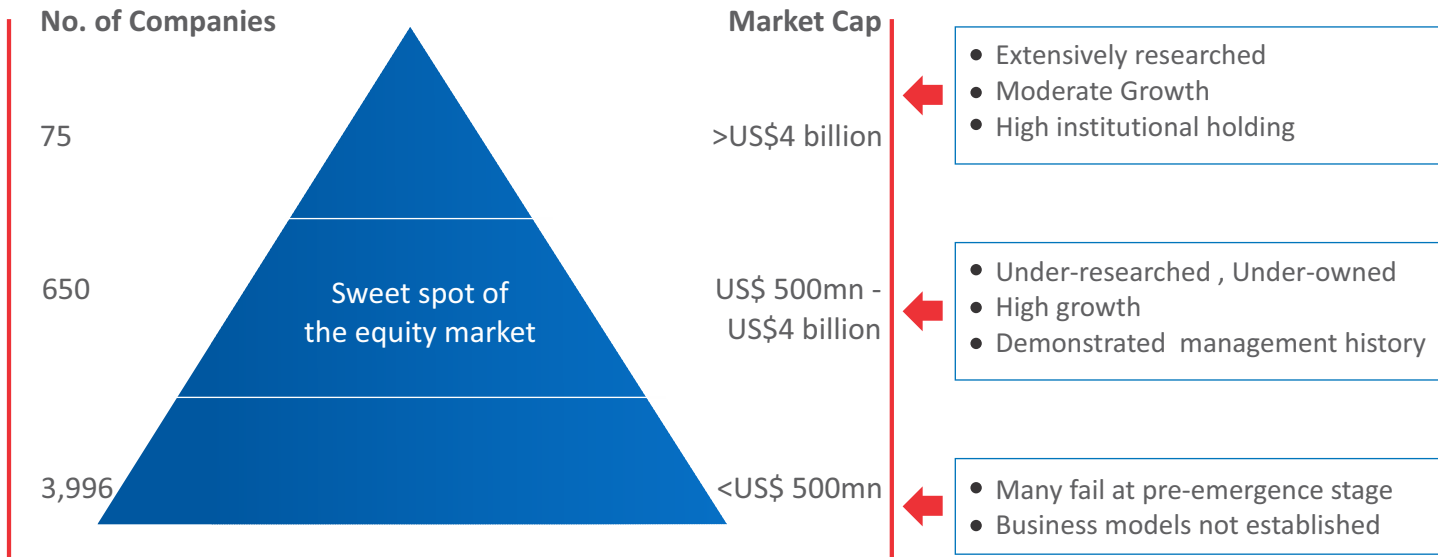 No. of Companies
Market Cap
75
>US$4 billion
• Extensively researched
• Moderate Growth
• High institutional holding
650
Sweet spot of
the equity market
US$ 500mn -
US$4 billion
• Under-researched , Under-owned
• High growth
• Demonstrated  management history
3,996
<US$ 500mn
• Many fail at pre-emergence stage
• Business models not established